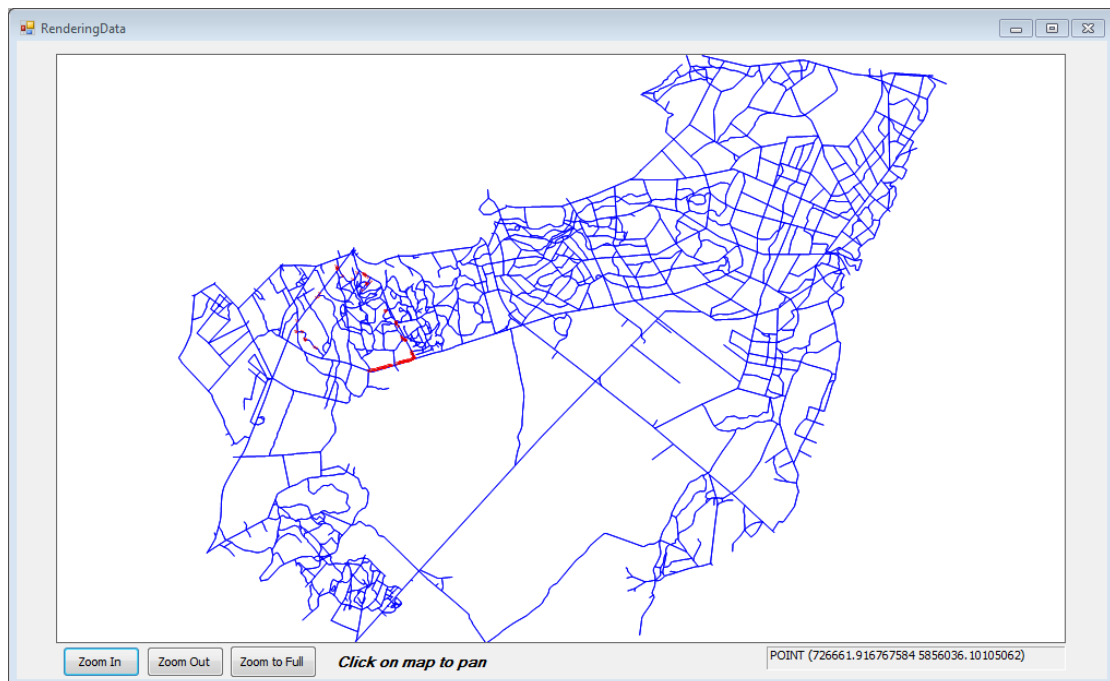 RenderingData
Zoom In
Zoom Out
Zoom to Full
Click on map to pan
POINT (726661.916767584 5856036.10105062)